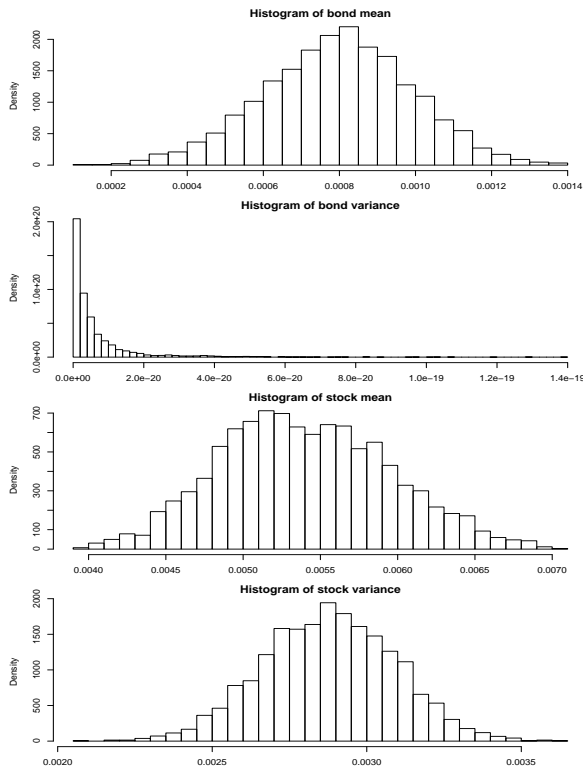 Histogram of bond mean
Density
0 500 1000 1500 2000
0.0002 0.0004 0.0006 0.0008 0.0010 0.0012 0.0014
Histogram of bond variance
Density
0.0e+00 1.0e+20 2.0e+20
0.0e+00 2.0e−20 4.0e−20 6.0e−20 8.0e−20 1.0e−19 1.2e−19 1.4e−19
Histogram of stock mean
Density
0 100 300 500 700
0.0040 0.0045 0.0050 0.0055 0.0060 0.0065 0.0070
Histogram of stock variance
Density
0 500 1000 1500 2000
0.0020 0.0025 0.0030 0.0035